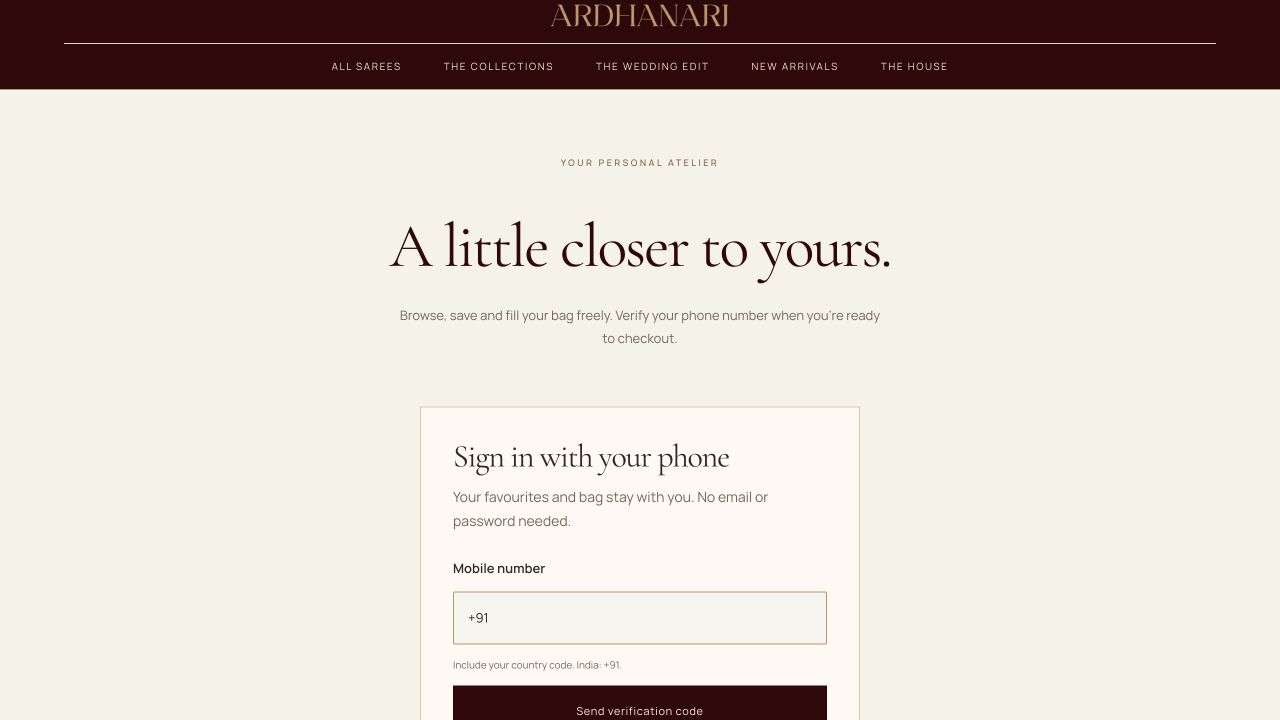 ARDHANARI
ALL SAREES THE COLLECTIONS THE WEDDING EDIT NEW ARRIVALS THE HOUSE
YOUR PERSONAL ATELIER
A little closer to yours.
Browse, save and fill your bag freely. Verify your phone number when you're ready
to checkout.
Sign in with your phone
Your favourites and bag stay with you. No email or
password needed.
Mobile number
+91
Include your country code. India: +91.
Send verification code